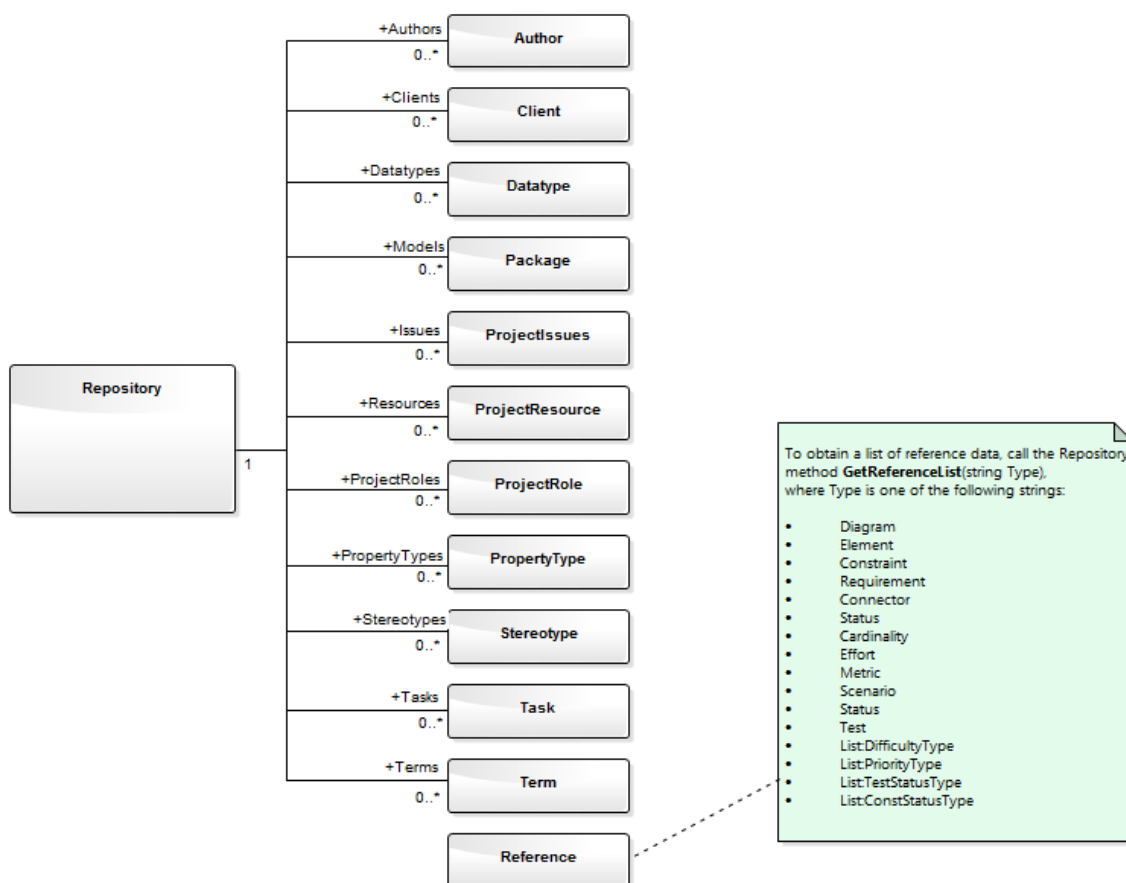 +Authors
0..*
Author
+Clients
0..*
Client
+Datatypes
0..*
Datatype
+Models
0..*
Package
+Issues
0..*
ProjectIssues
Repository
1
+Resources
0..*
ProjectResource
+ProjectRoles
0..*
ProjectRole
+PropertyTypes
0..*
PropertyType
+Stereotypes
0..*
Stereotype
+Tasks
0..*
Task
+Terms
0..*
Term
Reference
To obtain a list of reference data, call the Repository
method GetReferenceList(string Type),
where Type is one of the following strings:
• Diagram
• Element
• Constraint
• Requirement
• Connector
• Status
• Cardinality
• Effort
• Metric
• Scenario
• Status
• Test
• List:DifficultyType
• List:PriorityType
• List:TestStatusType
• List:ConstStatusType